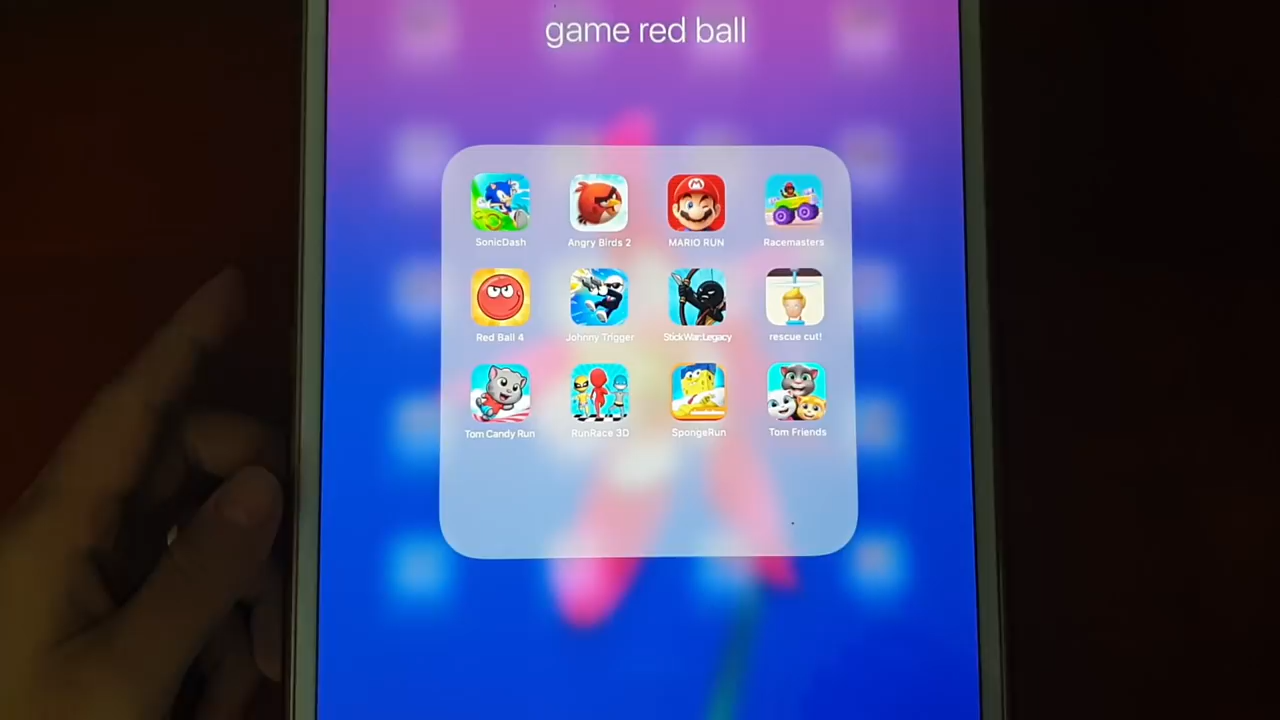 game red ball
SonicDash
Angry Birds 2
MARIO RUN
Racemasters
Red Ball 4
Johnny Trigger
StickWar:Legacy
rescue cut!
Tom Candy Run
RunRace 3D
SpongeRun
Tom Friends